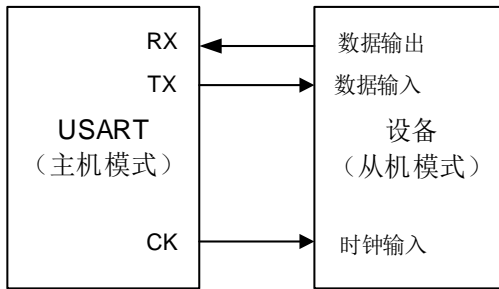 RX
TX
USART
（主机模式）
CK
数据输出
数据输入
设备
（从机模式）
时钟输入